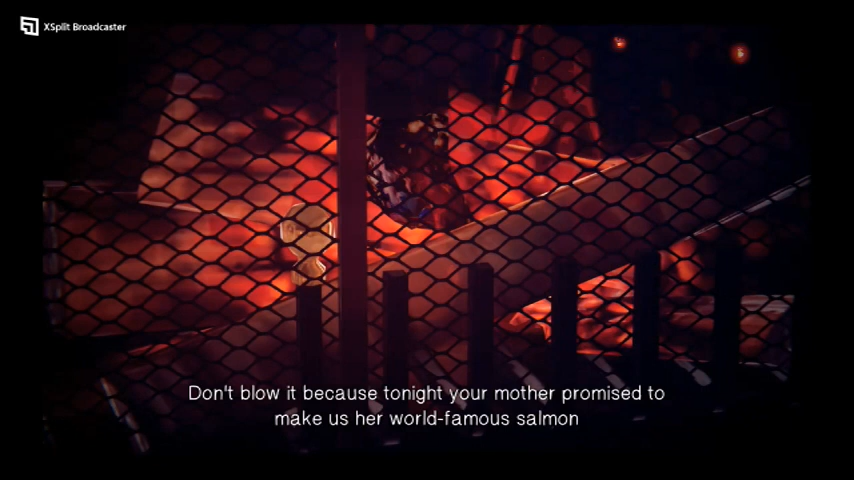 XSplit Broadcaster
Don't blow it because tonight your mother promised to
make us her world-famous salmon